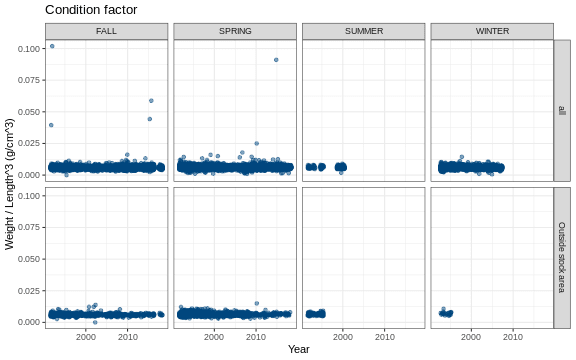 Condition factor
FALL SPRING SUMMER WINTER
0.100
0.075
0.050
0.025
0.000
all
0.100
0.075
0.050
0.025
0.000
Outside stock area
Weight / Length^3 (g/cm^3)
2000 2010 2000 2010 2000 2010 2000 2010
Year